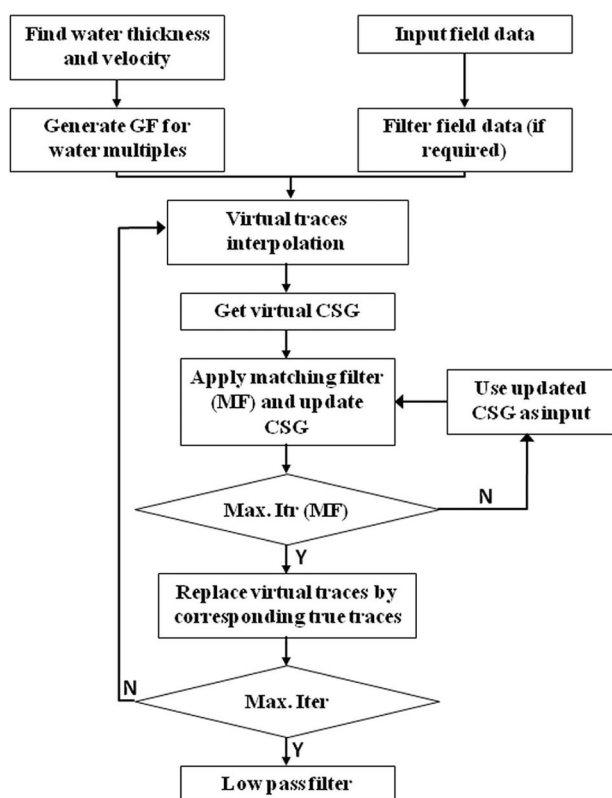 Find water thickness
and velocity
Input field data
Generate GF for
water multiples
Filter field data (if
required)
Virtual traces
interpolation
Get virtual CSG
Apply matching filter
(MF) and update
CSG
Use updated
CSG as input
N
Max. Itr (MF)
Y
Replace virtual traces by
corresponding true traces
N
Max. Iter
Y
Low pass filter